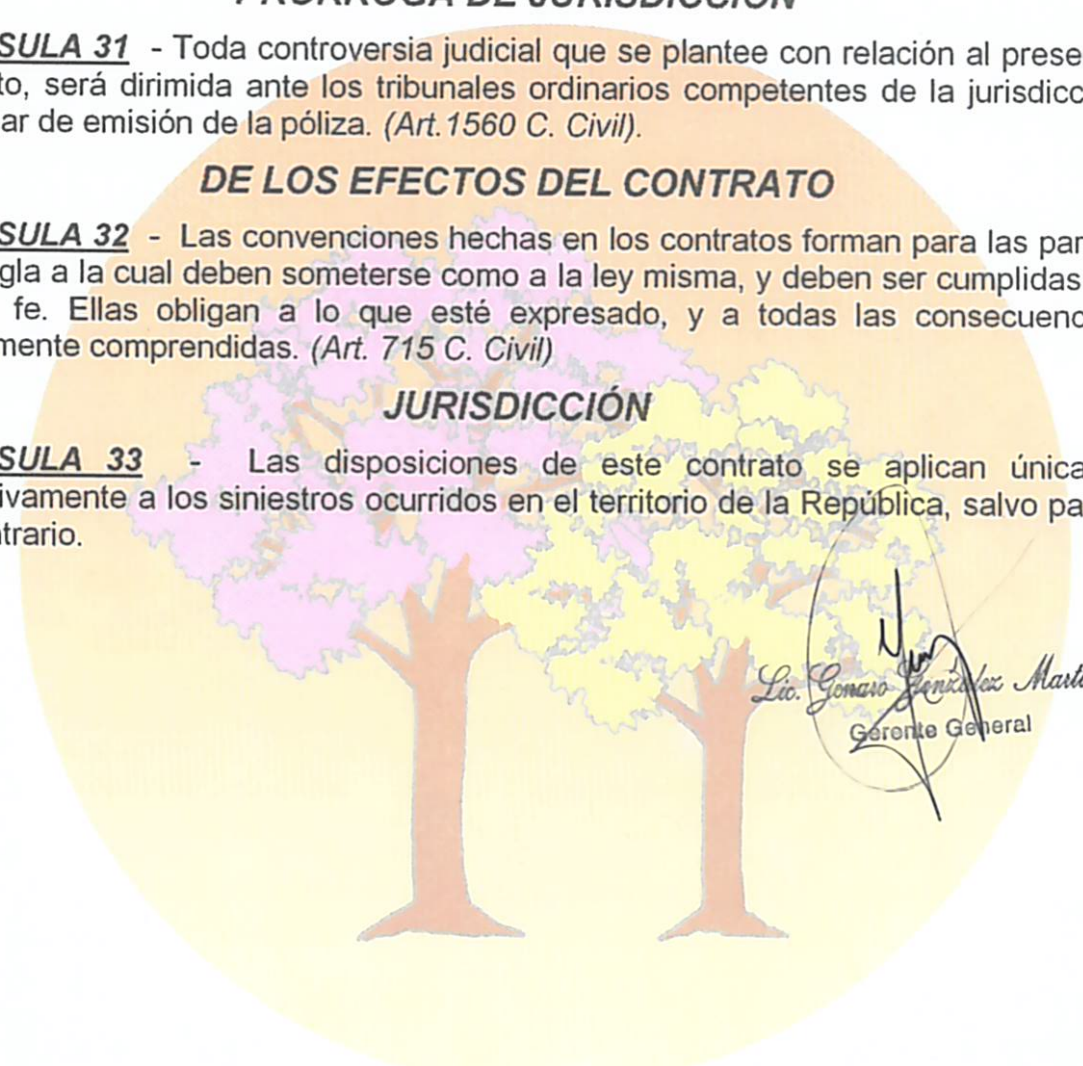 PRÓRROGA DE JURISDICCIÓN
SULA 31 - Toda controversia judicial que se plantee con relación al prese
to, será dirimida ante los tribunales ordinarios competentes de la jurisdicc
ar de emisión de la póliza. (Art.1560 C. Civil).
DE LOS EFECTOS DEL CONTRATO
SULA 32 - Las convenciones hechas en los contratos forman para las par
gla a la cual deben someterse como a la ley misma, y deben ser cumplidas
fe. Ellas obligan a lo que esté expresado, y a todas las consecuenc
mente comprendidas. (Art. 715 C. Civil)
JURISDICCIÓN
SULA 33 - Las disposiciones de este contrato se aplican única
ivamente a los siniestros ocurridos en el territorio de la República, salvo pa
trario.
Lic. Genaro González Marti
Gerente General